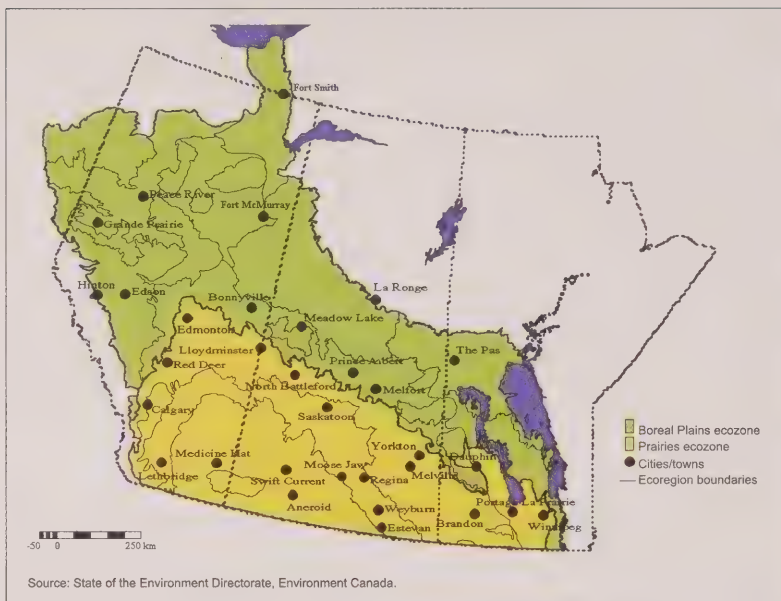 Fort Smith
Peace River
Fort McMurray
Grande Prairie
La Ronge
Hinton
Edson
Bonnyville
Meadow Lake
Edmonton
The Pas
Lloydminster
Red Deer
Prince Albert
North Battleford
Melfort
Saskatoon
Calgary
Boreal Plains ecozone
Prairies ecozone
Cities/towns
Ecoregion boundaries
Yorkton
Dauphin
Medicine Hat
Moose Jaw
Melville
Lethbridge
Swift Current
Regina
Portage La Prairie
Aneroid
Weyburn
Brandon
Winnipeg
Estevan
-50 0 250 km
Source: State of the Environment Directorate, Environment Canada.